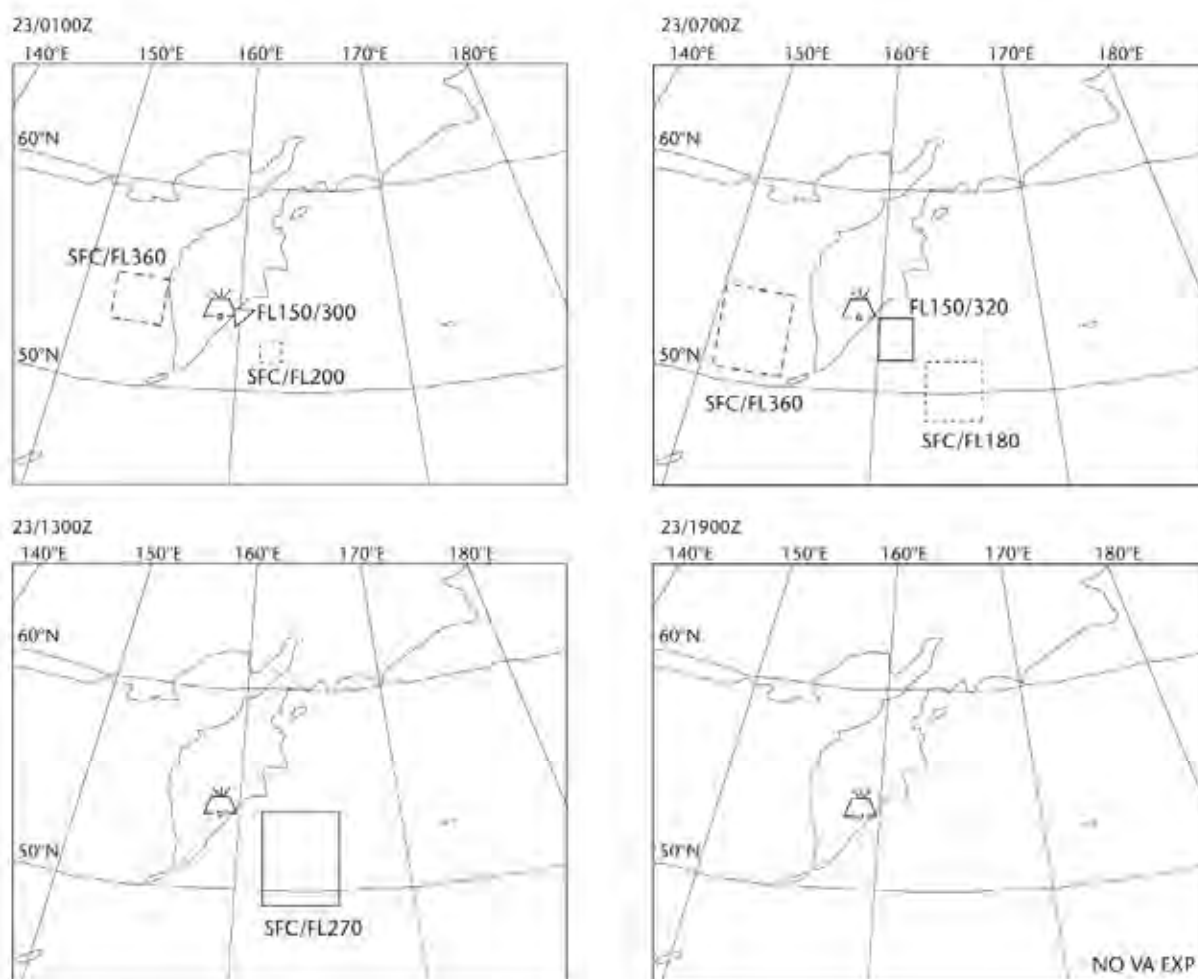 23/0100Z
140°E 150°E 160°E 170°E 180°E
60°N
SFC/FL360
FL150/300
50°N
SFC/FL200
23/0700Z
140°E 150°E 160°E 170°E 180°E
60°N
FL150/320
50°N
SFC/FL360
SFC/FL180
23/1300Z
140°E 150°E 160°E 170°E 180°E
60°N
50°N
SFC/FL270
23/1900Z
140°E 150°E 160°E 170°E 180°E
60°N
50°N
NO VA EXP